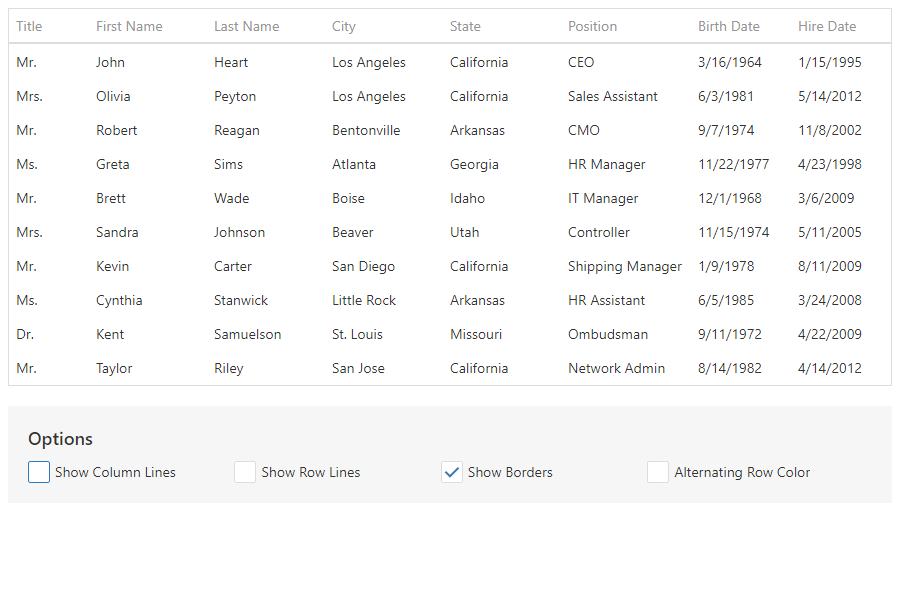 Title First Name Last Name City State Position Birth Date Hire Date
Mr. John Heart Los Angeles California CEO 3/16/1964 1/15/1995
Mrs. Olivia Peyton Los Angeles California Sales Assistant 6/3/1981 5/14/2012
Mr. Robert Reagan Bentonville Arkansas CMO 9/7/1974 11/8/2002
Ms. Greta Sims Atlanta Georgia HR Manager 11/22/1977 4/23/1998
Mr. Brett Wade Boise Idaho IT Manager 12/1/1968 3/6/2009
Mrs. Sandra Johnson Beaver Utah Controller 11/15/1974 5/11/2005
Mr. Kevin Carter San Diego California Shipping Manager 1/9/1978 8/11/2009
Ms. Cynthia Stanwick Little Rock Arkansas HR Assistant 6/5/1985 3/24/2008
Dr. Kent Samuelson St. Louis Missouri Ombudsman 9/11/1972 4/22/2009
Mr. Taylor Riley San Jose California Network Admin 8/14/1982 4/14/2012
Options
Show Column Lines Show Row Lines Show Borders Alternating Row Color